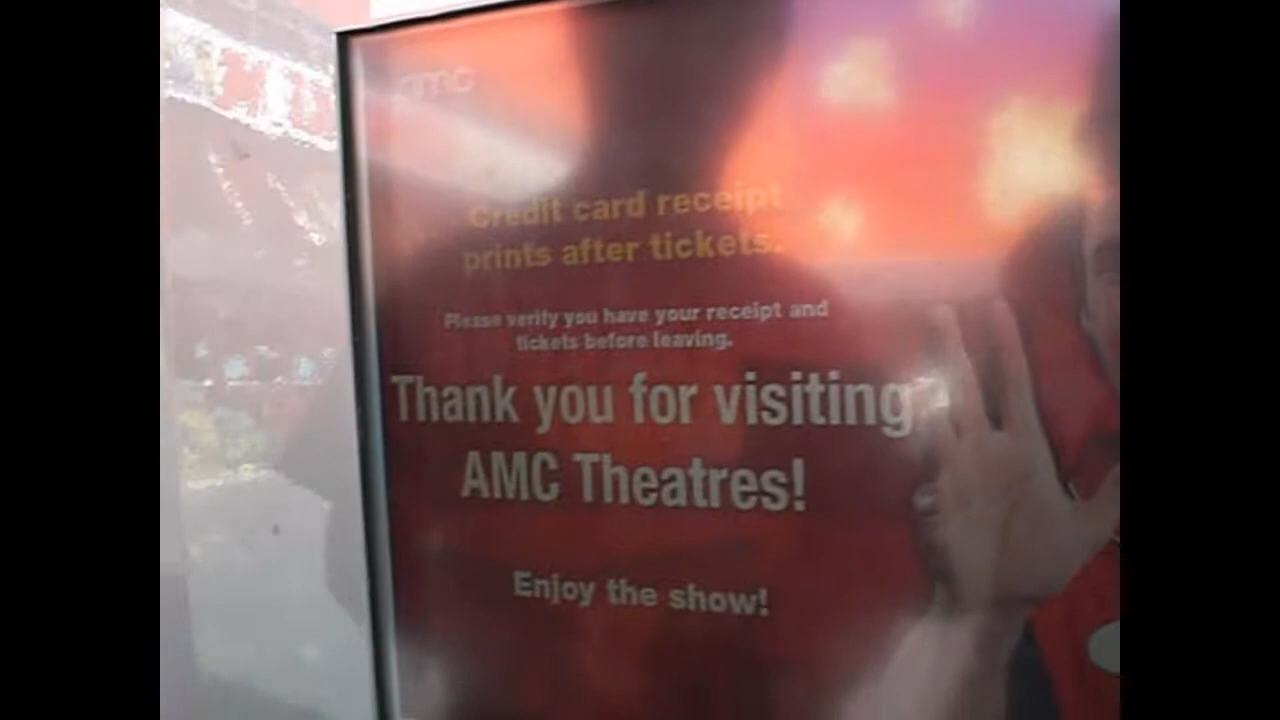 amc
Credit card receipt
prints after tickets.
Please verify you have your receipt and
tickets before leaving.
Thank you for visiting
AMC Theatres!
Enjoy the show!